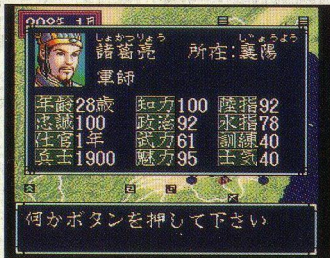 208年 1月
しょかつりょう じょうよう
諸葛亮 所在:襄陽
軍師
年齢28歳 知力100 陸指92
忠誠100 政治92 水指78
仕官1年 武力61 訓練40
兵士1900 魅力95 士気40
何かボタンを押して下さい